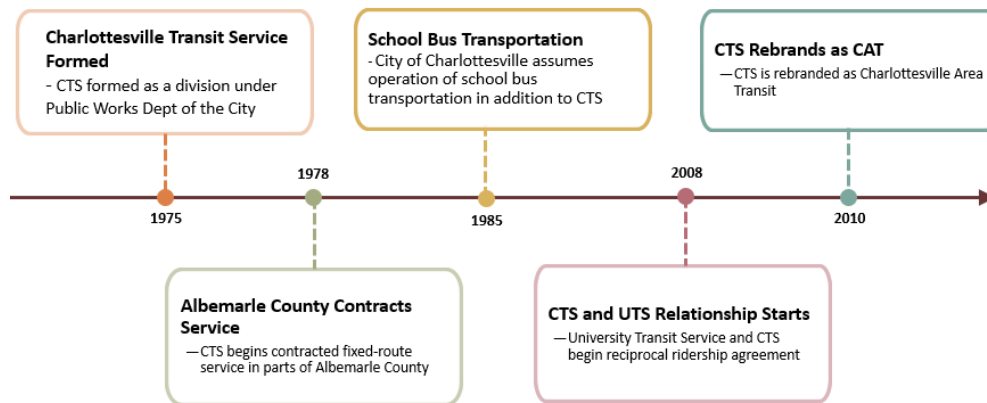 Charlottesville Transit Service
Formed
- CTS formed as a division under
Public Works Dept of the City
School Bus Transportation
- City of Charlottesville assumes
operation of school bus
transportation in addition to CTS
CTS Rebrands as CAT
—CTS is rebranded as Charlottesville Area
Transit
1975
1978
1985
2008
2010
Albemarle County Contracts
Service
—CTS begins contracted fixed-route
service in parts of Albemarle County
CTS and UTS Relationship Starts
—University Transit Service and CTS
begin reciprocal ridership agreement